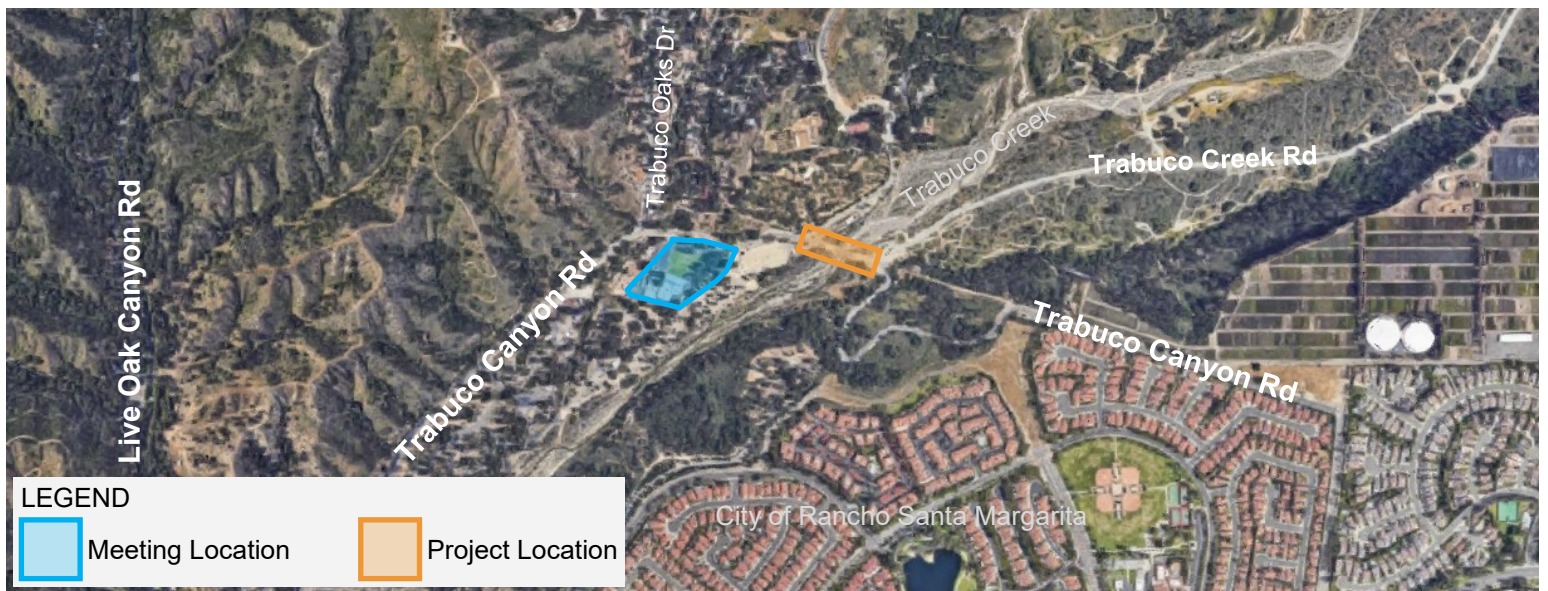 Trabuco Oaks Dr
Trabuco Creek
Trabuco Creek Rd
Live Oak Canyon Rd
Trabuco Canyon Rd
Trabuco Canyon Rd
City of Rancho Santa Margarita
LEGEND
Meeting Location
Project Location